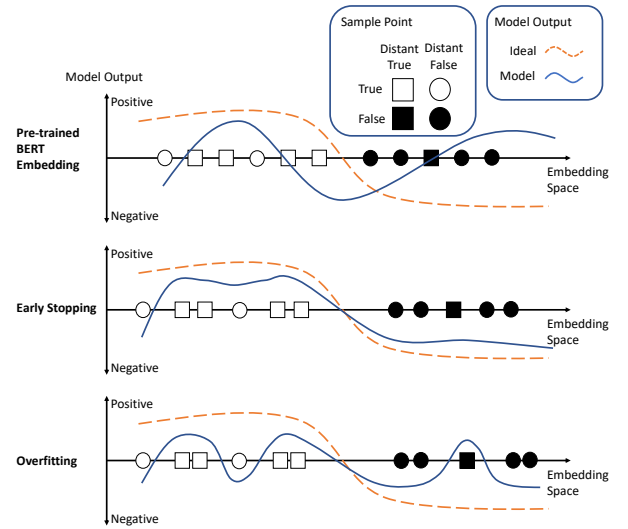 Sample Point
Distant True
Distant False
True
False
Model Output
Ideal
Model
Model Output
Positive
Pre-trained
BERT
Embedding
Embedding
Space
Negative
Positive
Early Stopping
Embedding
Space
Negative
Positive
Overfitting
Embedding
Space
Negative